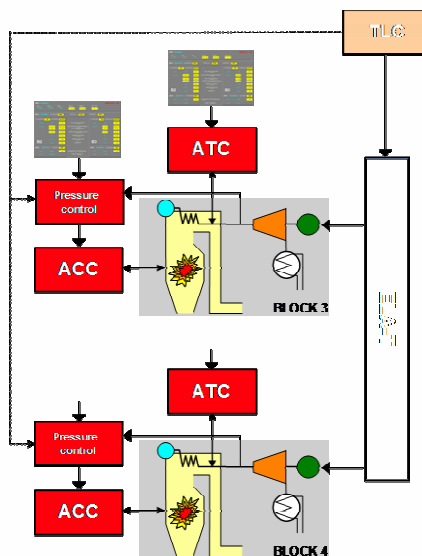 TLC
ATC
Pressure
control
ACC
BLOCK 3
ATC
Pressure
control
ACC
BLOCK 4